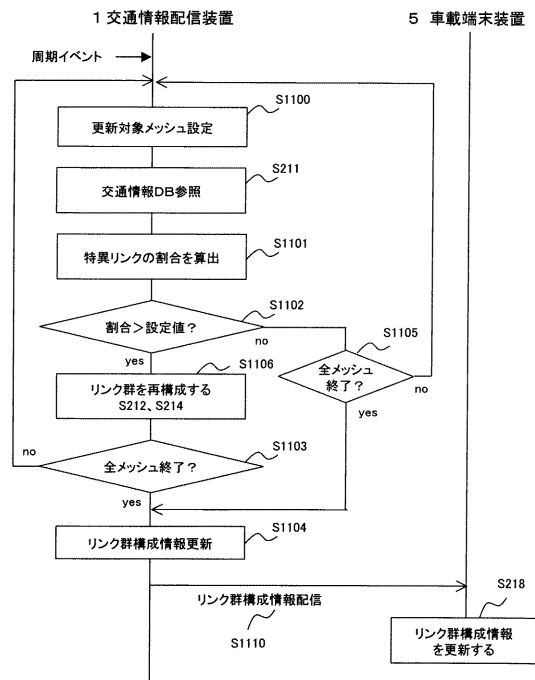 1 交通情報配信装置
5 車載端末装置
周期イベント
S1100
更新対象メッシュ設定
S211
交通情報DB参照
S1101
特異リンクの割合を算出
S1102
割合>設定値?
no
yes
S1105
全メッシュ
終了?
no
yes
S1106
リンク群を再構成する
S212、S214
S1103
全メッシュ終了?
no
yes
S1104
リンク群構成情報更新
リンク群構成情報配信
S1110
S218
リンク群構成情報
を更新する